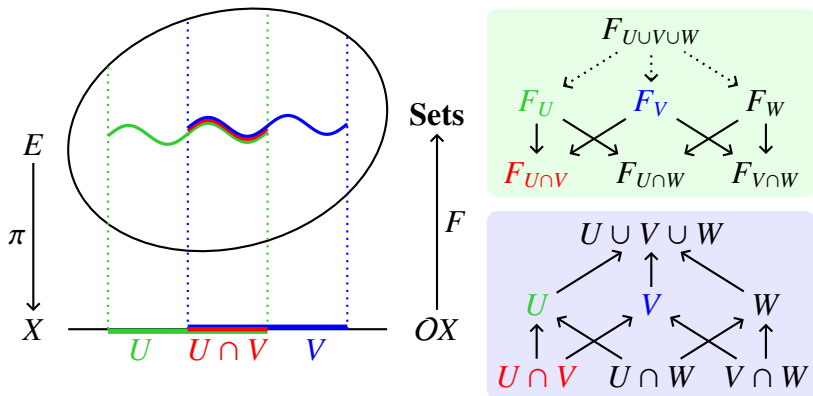 E
π
X
U U ∩ V V
Sets
F
𝒪X
F_{U∪V∪W}
F_U F_V F_W
F_{U∩V} F_{U∩W} F_{V∩W}
U ∪ V ∪ W
U V W
U ∩ V U ∩ W V ∩ W